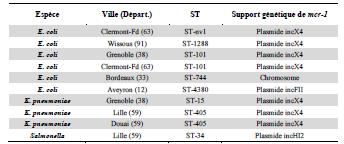 Espèce Ville (Départ.) ST Support génétique de mcr-1
E. coli Clermont-Fd (63) ST-ev1 Plasmide incX4
E. coli Wissous (91) ST-1288 Plasmide incX4
E. coli Grenoble (38) ST-101 Plasmide incX4
E. coli Clermont-Fd (63) ST-101 Plasmide incX4
E. coli Bordeaux (33) ST-744 Chromosome
E. coli Aveyron (12) ST-4380 Plasmide incFII
K. pneumoniae Grenoble (38) ST-15 Plasmide incX4
K. pneumoniae Lille (59) ST-405 Plasmide incX4
K. pneumoniae Douai (59) ST-405 Plasmide incX4
Salmonella Lille (59) ST-34 Plasmide incHI2